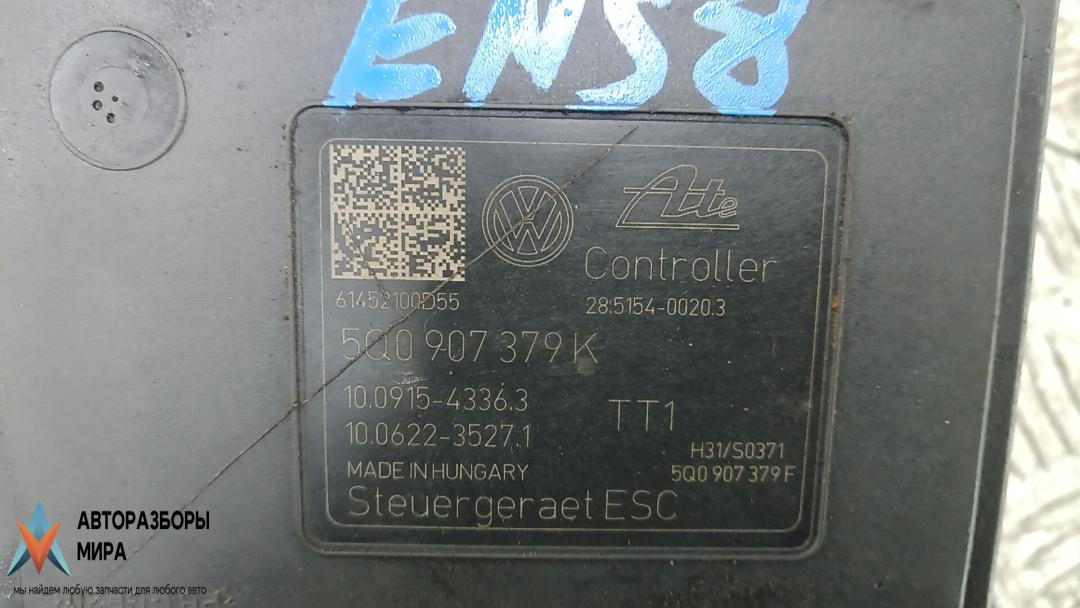 ENS8
VW
Ate
Controller
61452100D55
28.5154-0020.3
5Q0 907 379 K
10.0915-4336.3
TT1
10.0622-3527.1
H31/S0371
MADE IN HUNGARY
5Q0 907 379 F
Steuergeraet ESC
АВТОРАЗБОРЫ
МИРА
мы найдем любую запчасти для любого авто